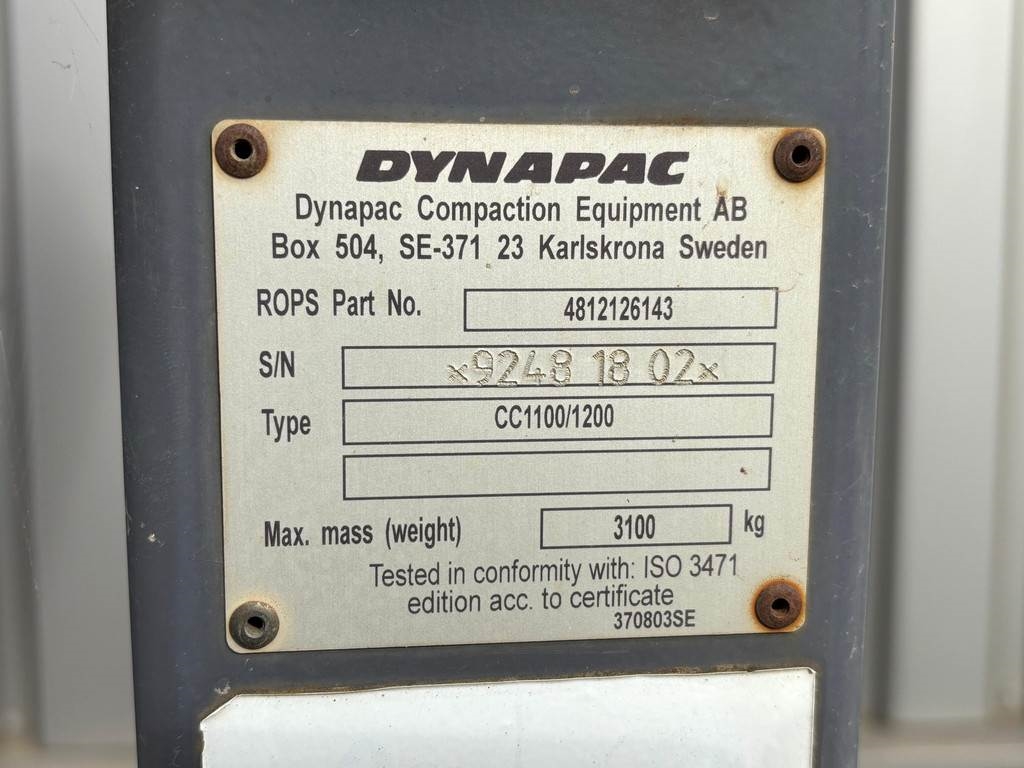 DYNAPAC
Dynapac Compaction Equipment AB
Box 504, SE-371 23 Karlskrona Sweden
ROPS Part No. 4812126143
S/N *9248 18 02*
Type CC1100/1200
Max. mass (weight) 3100 kg
Tested in conformity with: ISO 3471
edition acc. to certificate
370803SE